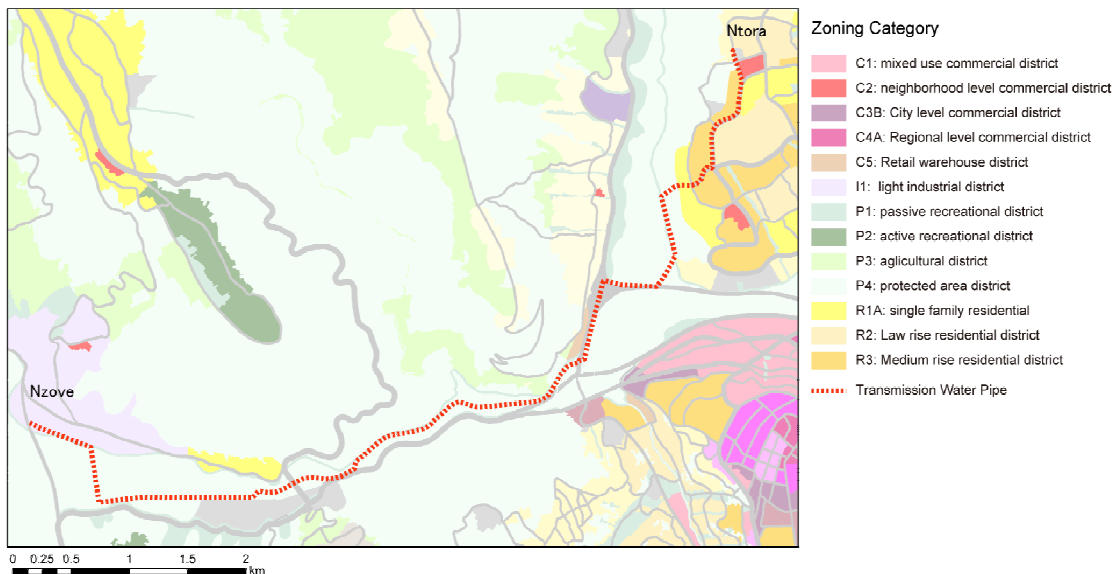 Ntora
Nzove
0 0.25 0.5 1 1.5 2
km
Zoning Category
C1: mixed use commercial district
C2: neighborhood level commercial district
C3B: City level commercial district
C4A: Regional level commercial district
C5: Retail warehouse district
I1: light industrial district
P1: passive recreational district
P2: active recreational district
P3: aglicultural district
P4: protected area district
R1A: single family residential
R2: Law rise residential district
R3: Medium rise residential district
Transmission Water Pipe